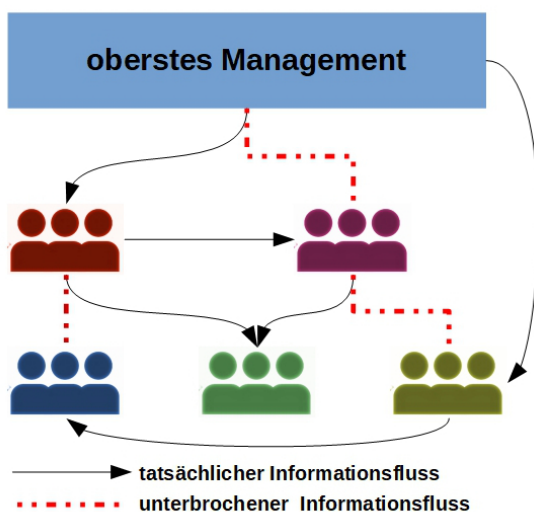 oberstes Management
tatsächlicher Informationsfluss
unterbrochener Informationsfluss